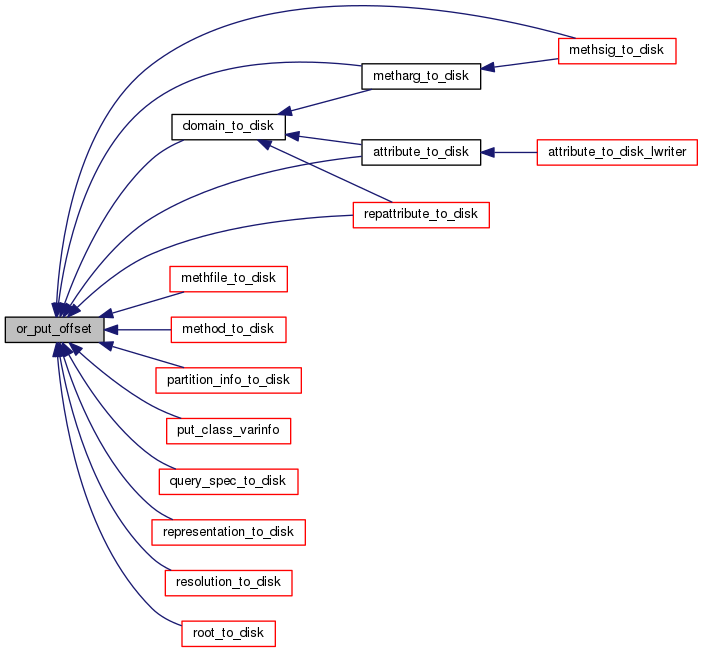 methsig_to_disk
metharg_to_disk
domain_to_disk
attribute_to_disk
attribute_to_disk_lwriter
repattribute_to_disk
methfile_to_disk
or_put_offset
method_to_disk
partition_info_to_disk
put_class_varinfo
query_spec_to_disk
representation_to_disk
resolution_to_disk
root_to_disk